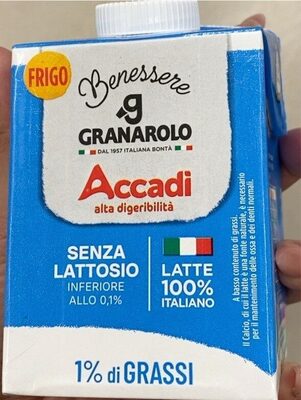 FRIGO
Benessere
g
GRANAROLO
DAL 1957 ITALIANA BONTÀ
Accadi
alta digeribilità
SENZA
LATTOSIO
INFERIORE
ALLO 0,1%
LATTE
100%
ITALIANO
A basso contenuto di grassi.
Il Calcio, di cui il latte è una fonte naturale, è necessario
per il mantenimento delle ossa e dei denti normali.
1% di GRASSI